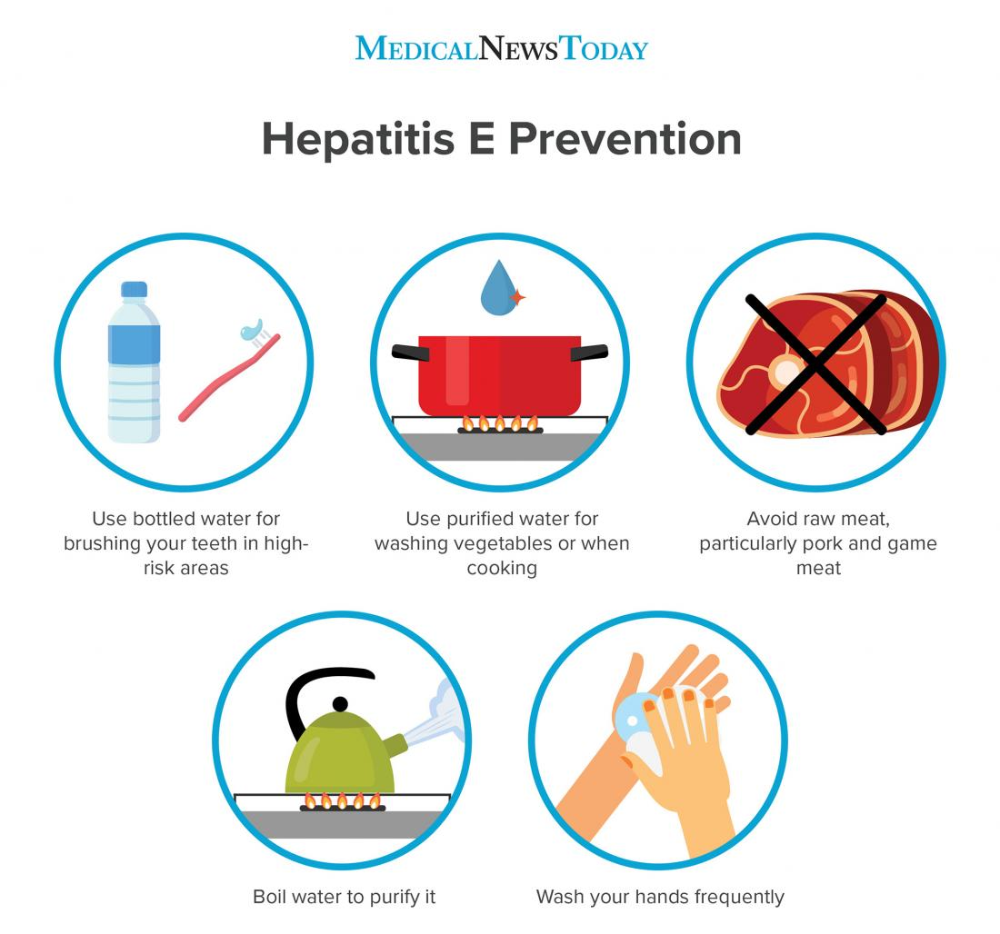 MEDICALNEWSTODAY
Hepatitis E Prevention
Use bottled water for
brushing your teeth in high-
risk areas
Use purified water for
washing vegetables or when
cooking
Avoid raw meat,
particularly pork and game
meat
Boil water to purify it
Wash your hands frequently